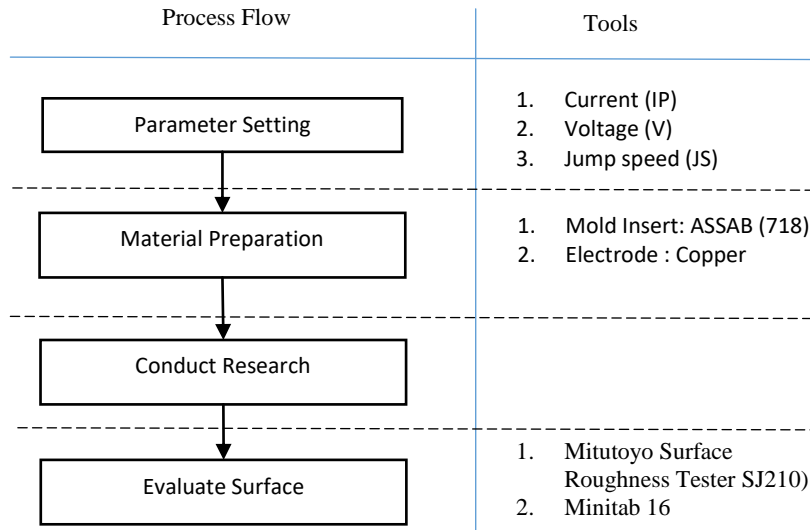 Process Flow
Tools
Parameter Setting
1. Current (IP)
2. Voltage (V)
3. Jump speed (JS)
Material Preparation
1. Mold Insert: ASSAB (718)
2. Electrode : Copper
Conduct Research
Evaluate Surface
1. Mitutoyo Surface
Roughness Tester SJ210)
2. Minitab 16